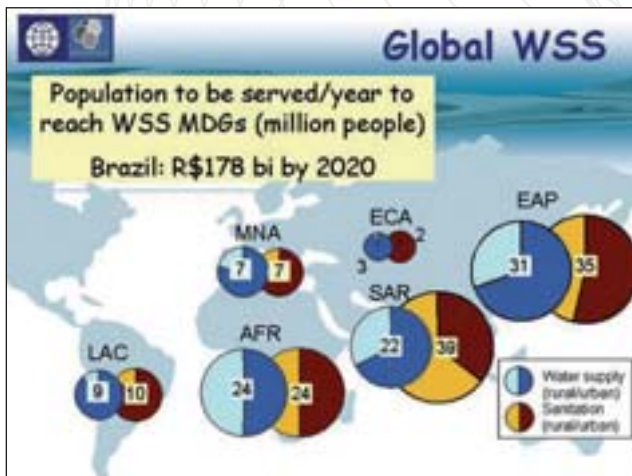 Global WSS
Population to be served/year to
reach WSS MDGs (million people)
Brazil: R$178 bi by 2020
EAP
ECA
2
MNA
3
7
7
31
35
SAR
22
39
AFR
LAC
24
24
9
10
Water supply
(rural/urban)
Sanitation
(rural/urban)